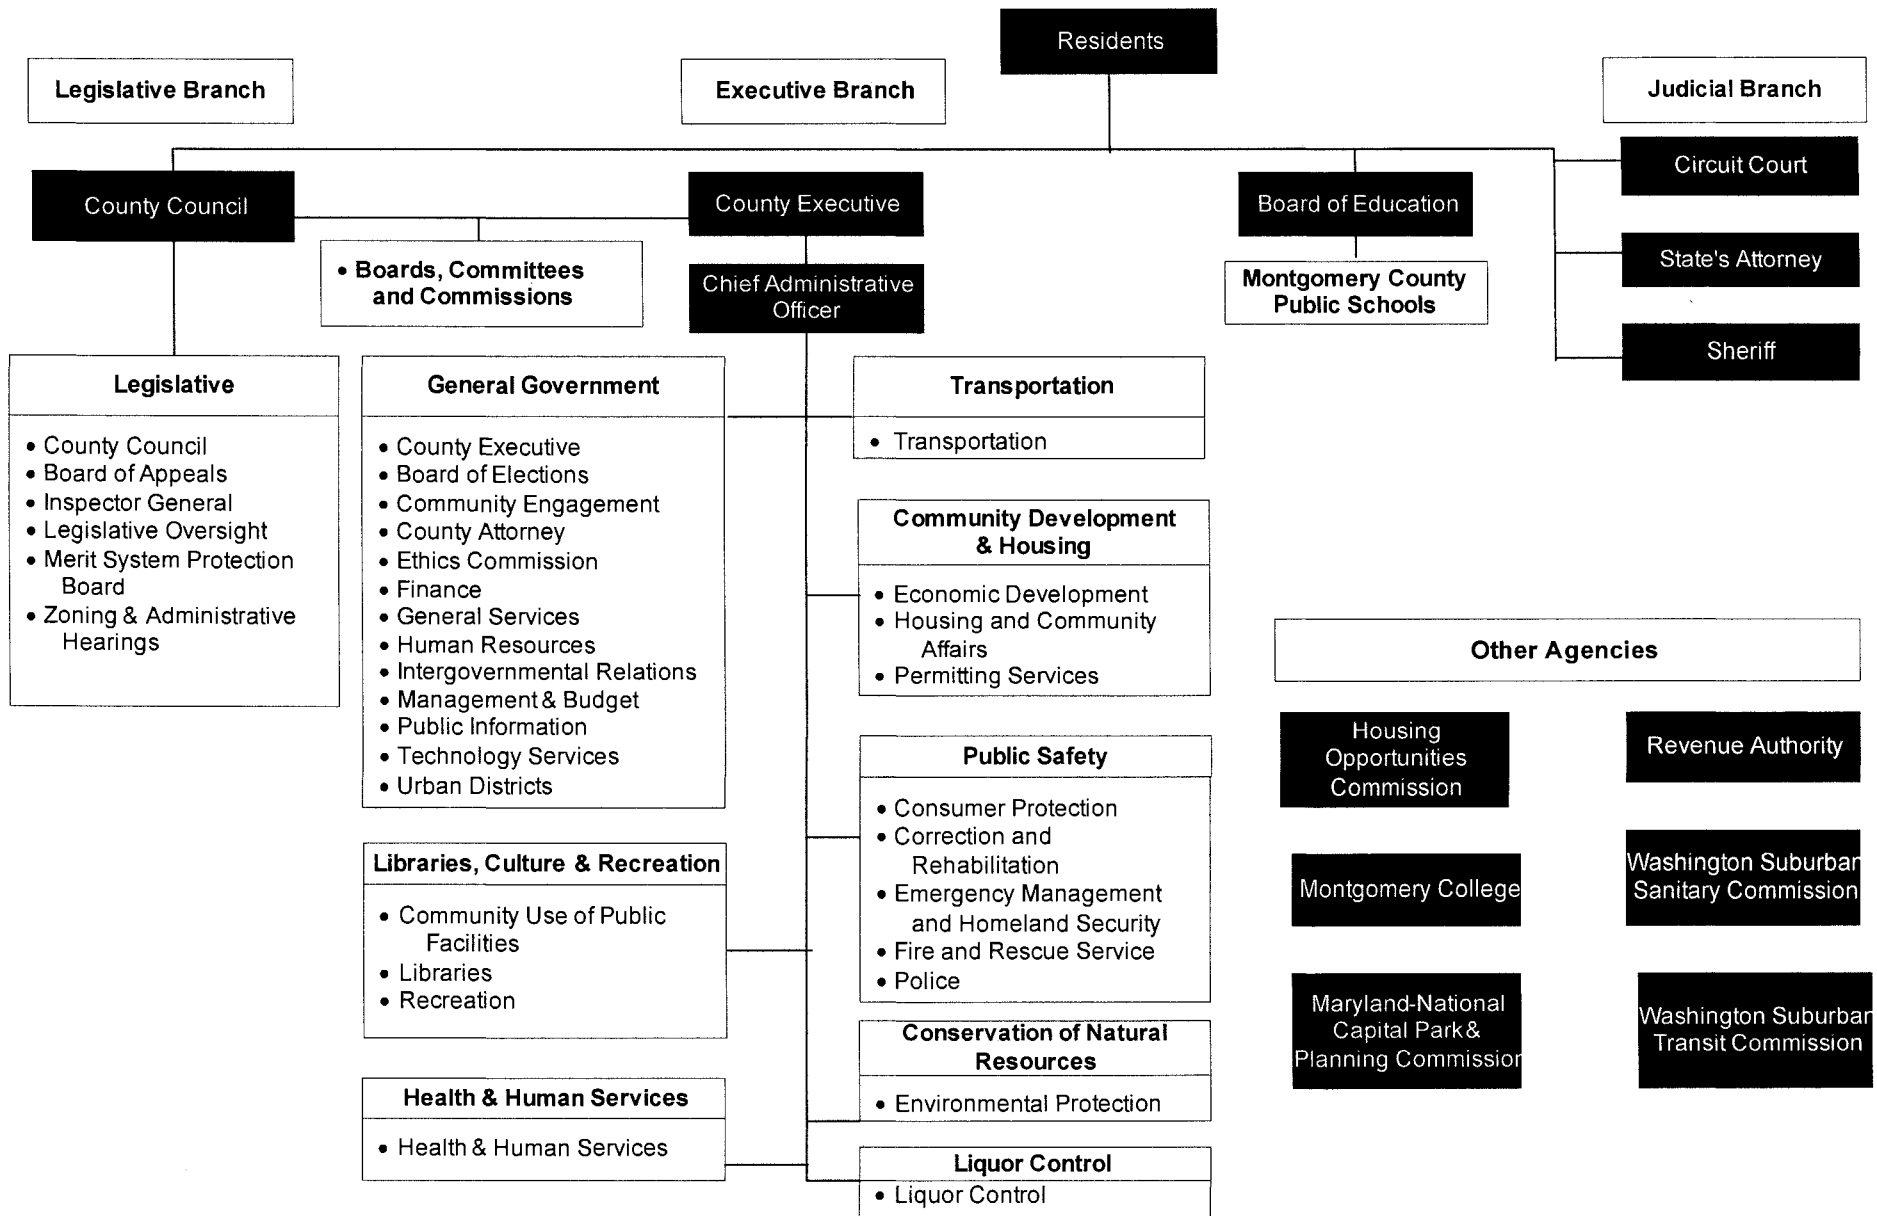 Residents
Legislative Branch
Executive Branch
Judicial Branch
County Council
County Executive
Board of Education
Circuit Court
State's Attorney
Sheriff
• Boards, Committees
and Commissions
Chief Administrative
Officer
Montgomery County
Public Schools
Legislative
• County Council
• Board of Appeals
• Inspector General
• Legislative Oversight
• Merit System Protection
Board
• Zoning & Administrative
Hearings
General Government
• County Executive
• Board of Elections
• Community Engagement
• County Attorney
• Ethics Commission
• Finance
• General Services
• Human Resources
• Intergovernmental Relations
• Management & Budget
• Public Information
• Technology Services
• Urban Districts
Libraries, Culture & Recreation
• Community Use of Public
Facilities
• Libraries
• Recreation
Health & Human Services
• Health & Human Services
Transportation
• Transportation
Community Development
& Housing
• Economic Development
• Housing and Community
Affairs
• Permitting Services
Public Safety
• Consumer Protection
• Correction and
Rehabilitation
• Emergency Management
and Homeland Security
• Fire and Rescue Service
• Police
Conservation of Natural
Resources
• Environmental Protection
Liquor Control
• Liquor Control
Other Agencies
Housing
Opportunities
Commission
Revenue Authority
Montgomery College
Washington Suburban
Sanitary Commission
Maryland-National
Capital Park &
Planning Commission
Washington Suburban
Transit Commission